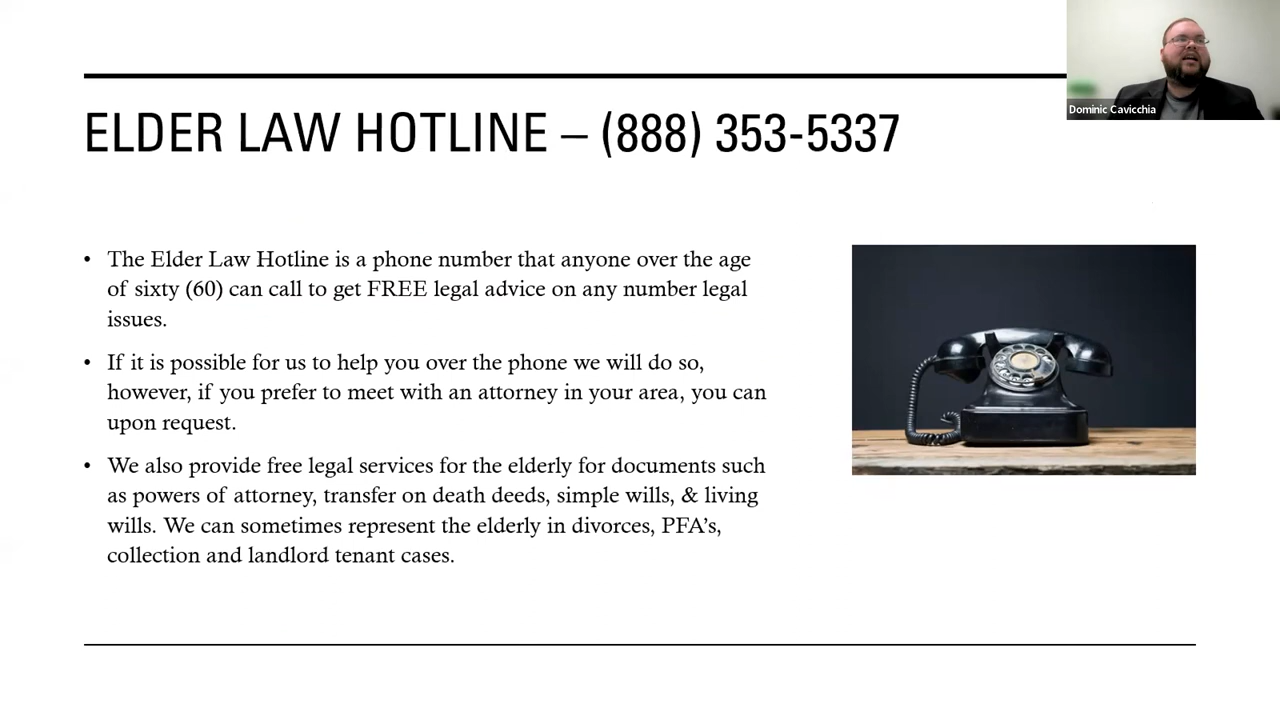 Dominic Cavicchia
ELDER LAW HOTLINE – (888) 353-5337
• The Elder Law Hotline is a phone number that anyone over the age
of sixty (60) can call to get FREE legal advice on any number legal
issues.
• If it is possible for us to help you over the phone we will do so,
however, if you prefer to meet with an attorney in your area, you can
upon request.
• We also provide free legal services for the elderly for documents such
as powers of attorney, transfer on death deeds, simple wills, & living
wills. We can sometimes represent the elderly in divorces, PFA’s,
collection and landlord tenant cases.